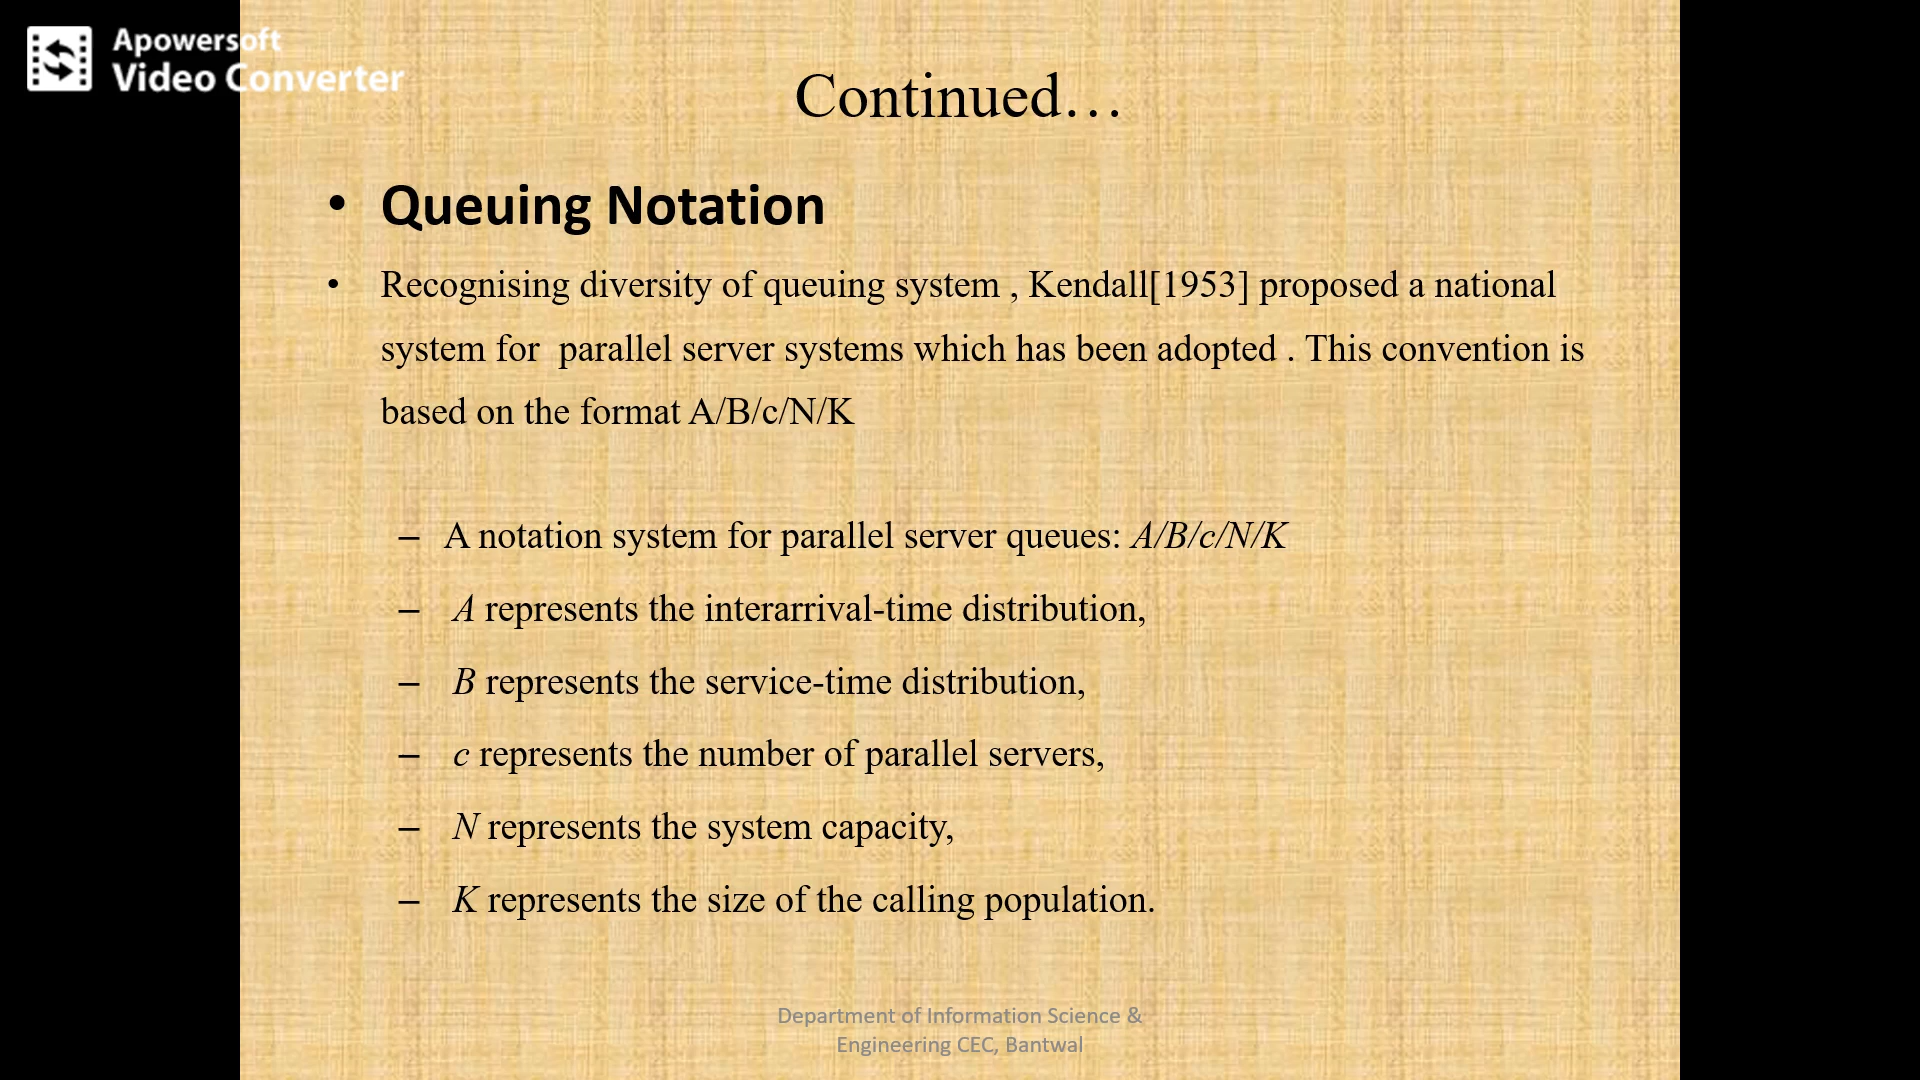 Apowersoft
Video Converter
Continued…
• Queuing Notation
• Recognising diversity of queuing system , Kendall[1953] proposed a national
system for  parallel server systems which has been adopted . This convention is
based on the format A/B/c/N/K
– A notation system for parallel server queues: A/B/c/N/K
– A represents the interarrival-time distribution,
– B represents the service-time distribution,
– c represents the number of parallel servers,
– N represents the system capacity,
– K represents the size of the calling population.
Department of Information Science &
Engineering CEC, Bantwal